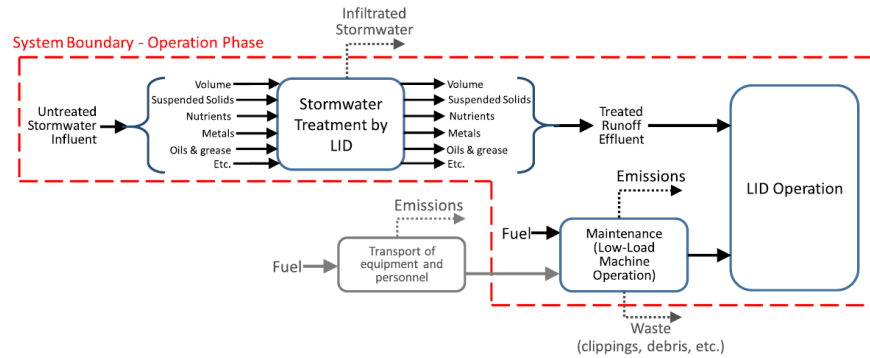 Infiltrated
Stormwater
System Boundary - Operation Phase
Untreated
Stormwater
Influent
Volume
Suspended Solids
Nutrients
Metals
Oils & grease
Etc.
Stormwater
Treatment by
LID
Volume
Suspended Solids
Nutrients
Metals
Oils & grease
Etc.
Treated
Runoff
Effluent
LID Operation
Emissions
Fuel
Transport of
equipment and
personnel
Emissions
Fuel
Maintenance
(Low-Load
Machine
Operation)
Waste
(clippings, debris, etc.)